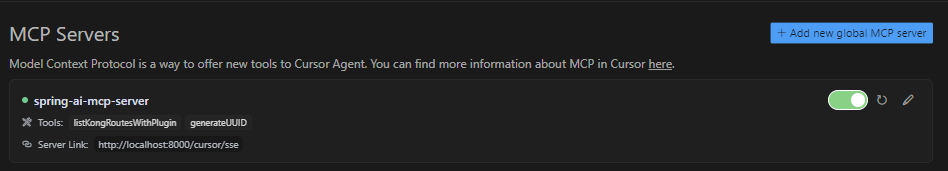 MCP Servers
+ Add new global MCP server
Model Context Protocol is a way to offer new tools to Cursor Agent. You can find more information about MCP in Cursor here.
spring-ai-mcp-server
Tools: listKongRoutesWithPlugin generateUUID
Server Link: http://localhost:8000/cursor/sse